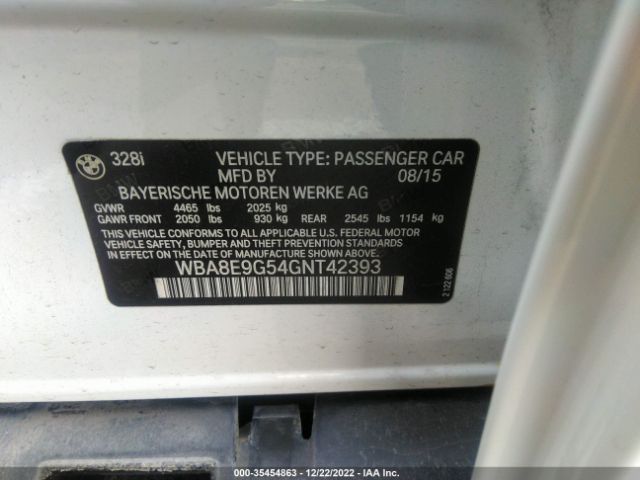 328i VEHICLE TYPE: PASSENGER CAR
MFD BY 08/15
BAYERISCHE MOTOREN WERKE AG
GVWR 4465 lbs 2025 kg
GAWR FRONT 2050 lbs 930 kg REAR 2545 lbs 1154 kg
THIS VEHICLE CONFORMS TO ALL APPLICABLE U.S. FEDERAL MOTOR
VEHICLE SAFETY, BUMPER AND THEFT PREVENTION STANDARDS
IN EFFECT ON THE DATE OF MANUFACTURE SHOWN ABOVE.
WBA8E9G54GNT42393
2 122 606
000-35454863 - 12/22/2022 - IAA Inc.